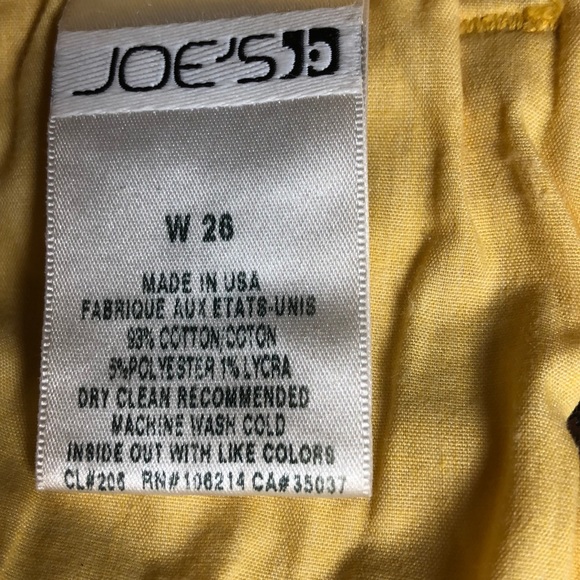 JOE'S
W 26
MADE IN USA
FABRIQUE AUX ETATS-UNIS
93% COTTON/COTON
6%POLYESTER 1% LYCRA
DRY CLEAN RECOMMENDED
MACHINE WASH COLD
INSIDE OUT WITH LIKE COLORS
CL#206 RN#106214 CA#35037